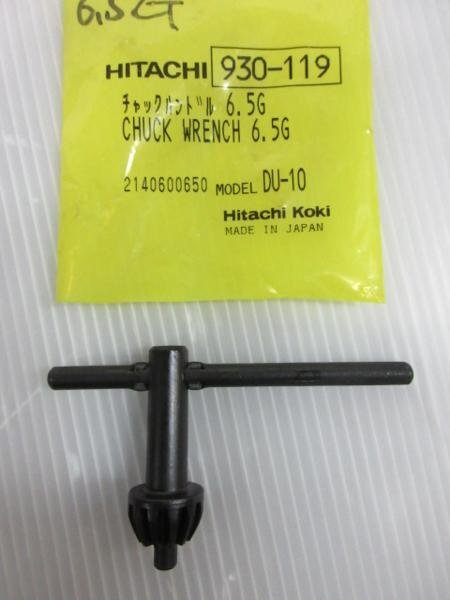 6.5G
HITACHI 930-119
チャックハンドル 6.5G
CHUCK WRENCH 6.5G
2140600650 MODEL DU-10
Hitachi Koki
MADE IN JAPAN